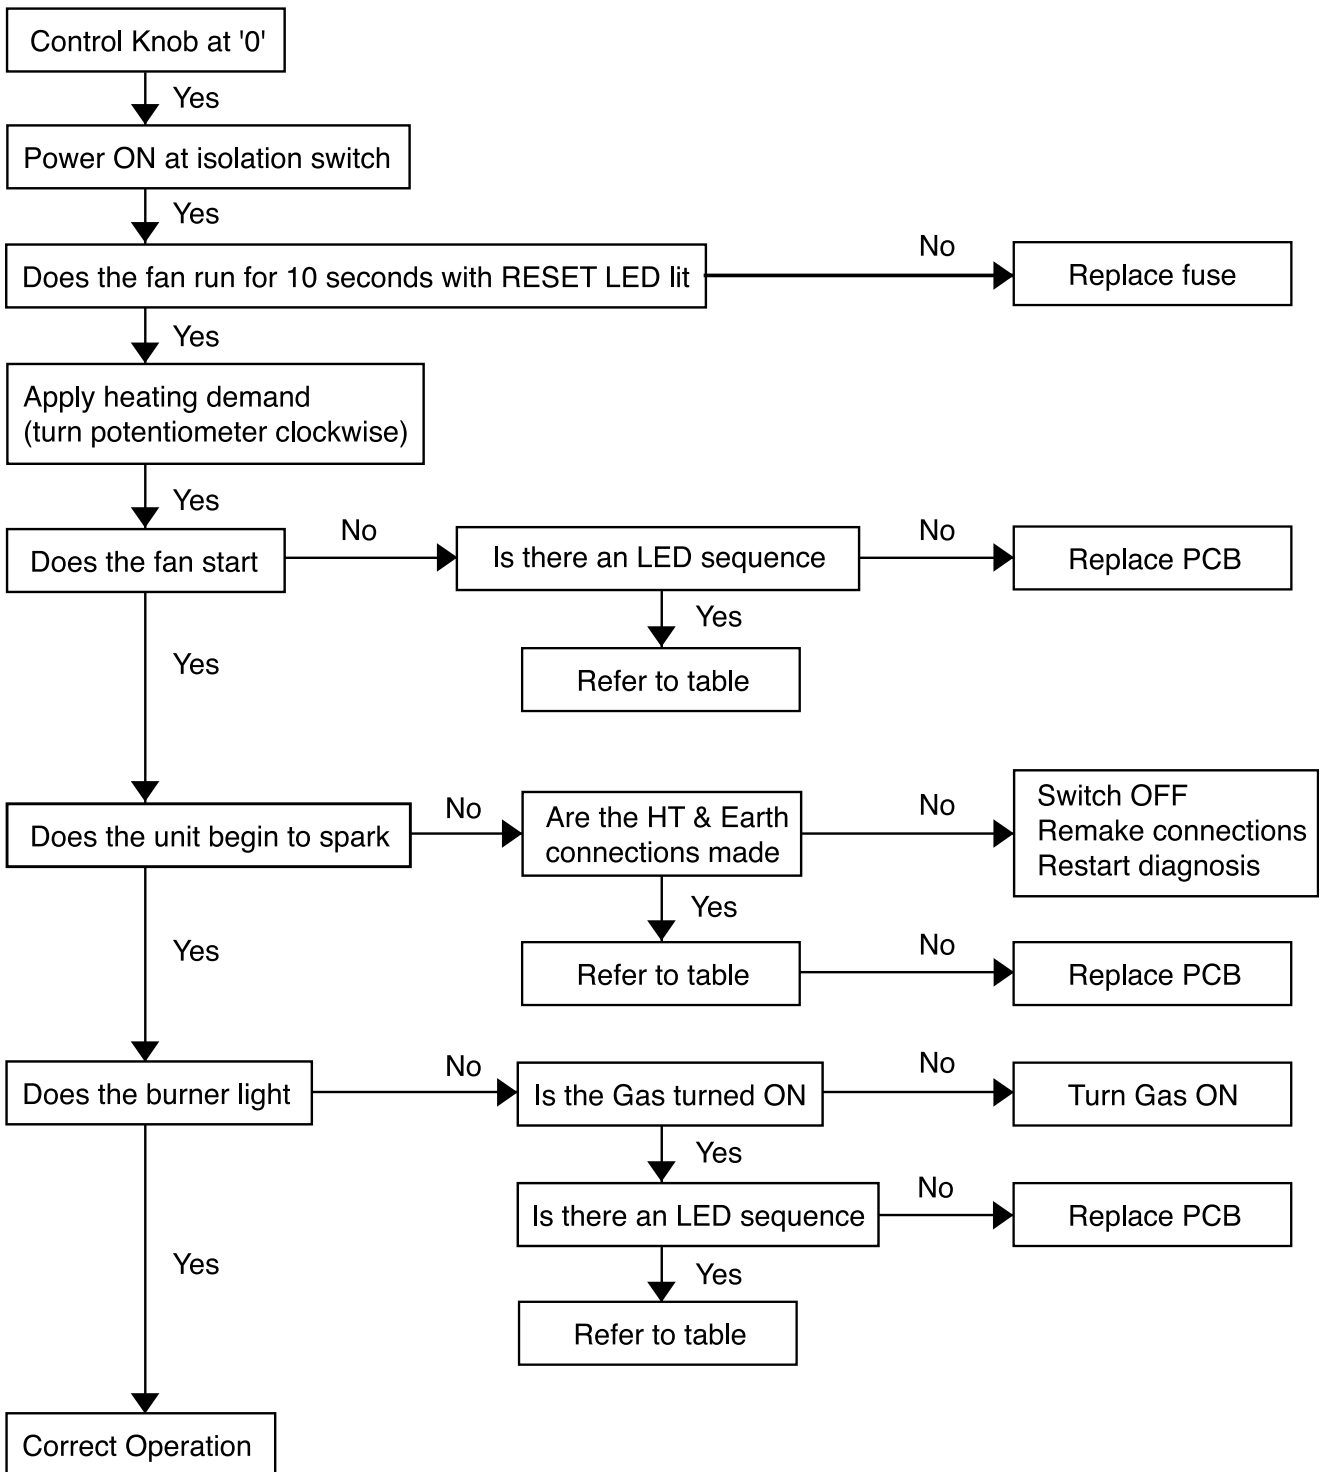 Control Knob at '0'
Yes
Power ON at isolation switch
Yes
Does the fan run for 10 seconds with RESET LED lit
No
Replace fuse
Yes
Apply heating demand
(turn potentiometer clockwise)
Yes
Does the fan start
No
Is there an LED sequence
No
Replace PCB
Yes
Refer to table
Yes
Does the unit begin to spark
No
Are the HT & Earth
connections made
No
Switch OFF
Remake connections
Restart diagnosis
Yes
Refer to table
No
Replace PCB
Yes
Does the burner light
No
Is the Gas turned ON
No
Turn Gas ON
Yes
Is there an LED sequence
No
Replace PCB
Yes
Refer to table
Yes
Correct Operation